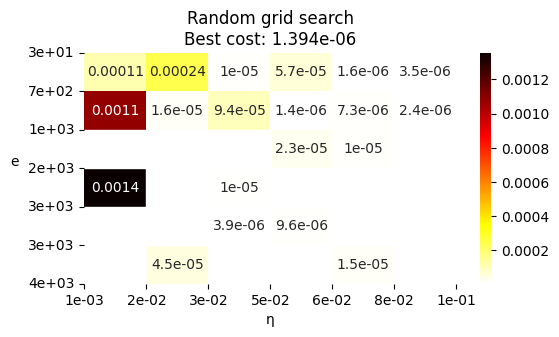 Random grid search
Best cost: 1.394e-06
3e+01
0.00011 0.00024 1e-05 5.7e-05 1.6e-06 3.5e-06
0.0012
7e+02
0.0011 1.6e-05 9.4e-05 1.4e-06 7.3e-06 2.4e-06
0.0010
1e+03
0.0008
e
2.3e-05 1e-05
2e+03
0.0014 1e-05
0.0006
3e+03
3.9e-06 9.6e-06
0.0004
3e+03
4.5e-05 1.5e-05
0.0002
4e+03
1e-03 2e-02 3e-02 5e-02 6e-02 8e-02 1e-01
η